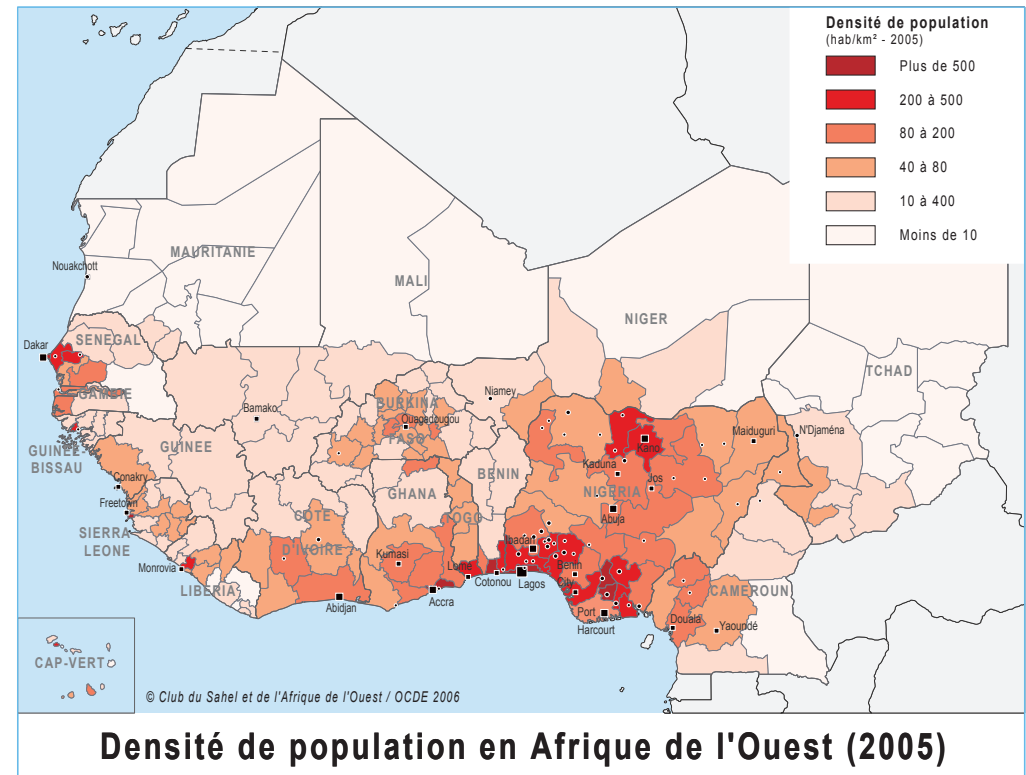 Densité de population
(hab/km² - 2005)
Plus de 500
200 à 500
80 à 200
40 à 80
10 à 400
Moins de 10
MAURITANIE
Nouakchott
MALI
NIGER
TCHAD
Dakar
SENEGAL
GAMBIE
Bamako
Niamey
BURKINA
Ouagadougou
FASO
Maiduguri
N'Djaména
Kano
GUINEE
BISSAU
GUINEE
BENIN
Kaduna
Jos
Conakry
GHANA
NIGERIA
Freetown
COTE
TOGO
Abuja
SIERRA
LEONE
D'IVOIRE
Kumasi
Ibadan
Monrovia
Lomé
Cotonou
Lagos
Benin
City
LIBERIA
CAMEROUN
Abidjan
Accra
Port
Harcourt
Douala
Yaoundé
CAP-VERT
© Club du Sahel et de l'Afrique de l'Ouest / OCDE 2006
Densité de population en Afrique de l'Ouest (2005)